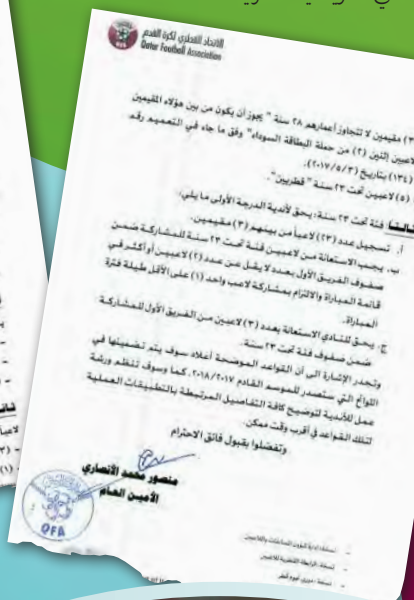 الاتحاد القطري لكرة القدم
Qatar Football Association
(٣) مقيمين لا تتجاوز أعمارهم ٢٨ سنة " يجوز أن يكون من بين هؤلاء المقيمين
لاعبين إثنين (٢) من حملة البطاقة السوداء" وفق ما جاء في التعميم رقم
(١٣٤) بتاريخ (٢٠١٧/٥/٣).
(٥) لاعبين تحت ٢٣ سنة " قطريين ".
فئة تحت ٢٣ سنة: يحق لأندية الدرجة الأولى ما يلي:
أ. تسجيل عدد (٢٣) لاعباً من بينهم (٣) مقيمين.
ب. يجب الاستعانة من لاعبين فئة تحت ٢٣ سنة للمشاركة ضمن
صفوف الفريق الأول بعدد لا يقل عن عدد (٢) لاعبين أو أكثر في
قائمة المباراة والالتزام بمشاركة لاعب واحد (١) على الأقل طيلة فترة
المباراة.
ج. يحق للنادي الاستعانة بعدد (٣) لاعبين من الفريق الأول للمشاركة
ضمن صفوف فئة تحت ٢٣ سنة.
وتجدر الإشارة الى أن القواعد الموضحة أعلاه سوف يتم تضمينها في
اللوائح التي ستصدر للموسم القادم ٢٠١٨/٢٠١٧. كما وسوف تنظم ورشة
عمل للأندية لتوضيح كافة التفاصيل المرتبطة بالتطبيقات العملية
لتلك القواعد في أقرب وقت ممكن.
وتفضلوا بقبول فائق الاحترام
منصور محمد الأنصاري
الأمين العام
QFA